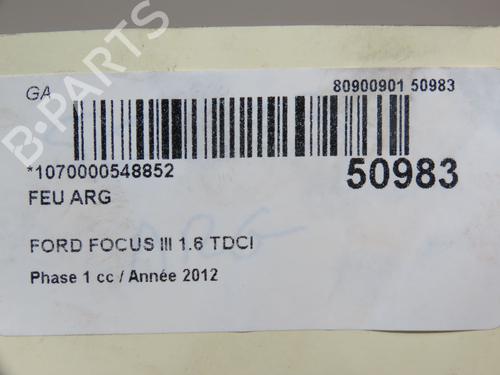 B-PARTS
GA
80900901 50983
*1070000548852
50983
FEU ARG
ARG
FORD FOCUS III 1.6 TDCI
Phase 1 cc / Année 2012